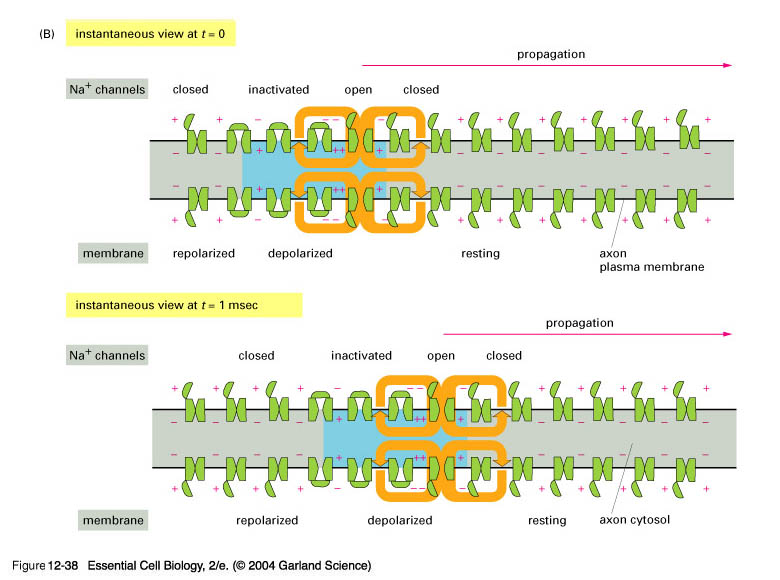 (B) instantaneous view at t = 0
propagation
Na+ channels closed inactivated open closed
membrane repolarized depolarized resting axon
plasma membrane
instantaneous view at t = 1 msec
propagation
Na+ channels closed inactivated open closed
membrane repolarized depolarized resting axon cytosol
Figure 12-38 Essential Cell Biology, 2/e. (© 2004 Garland Science)